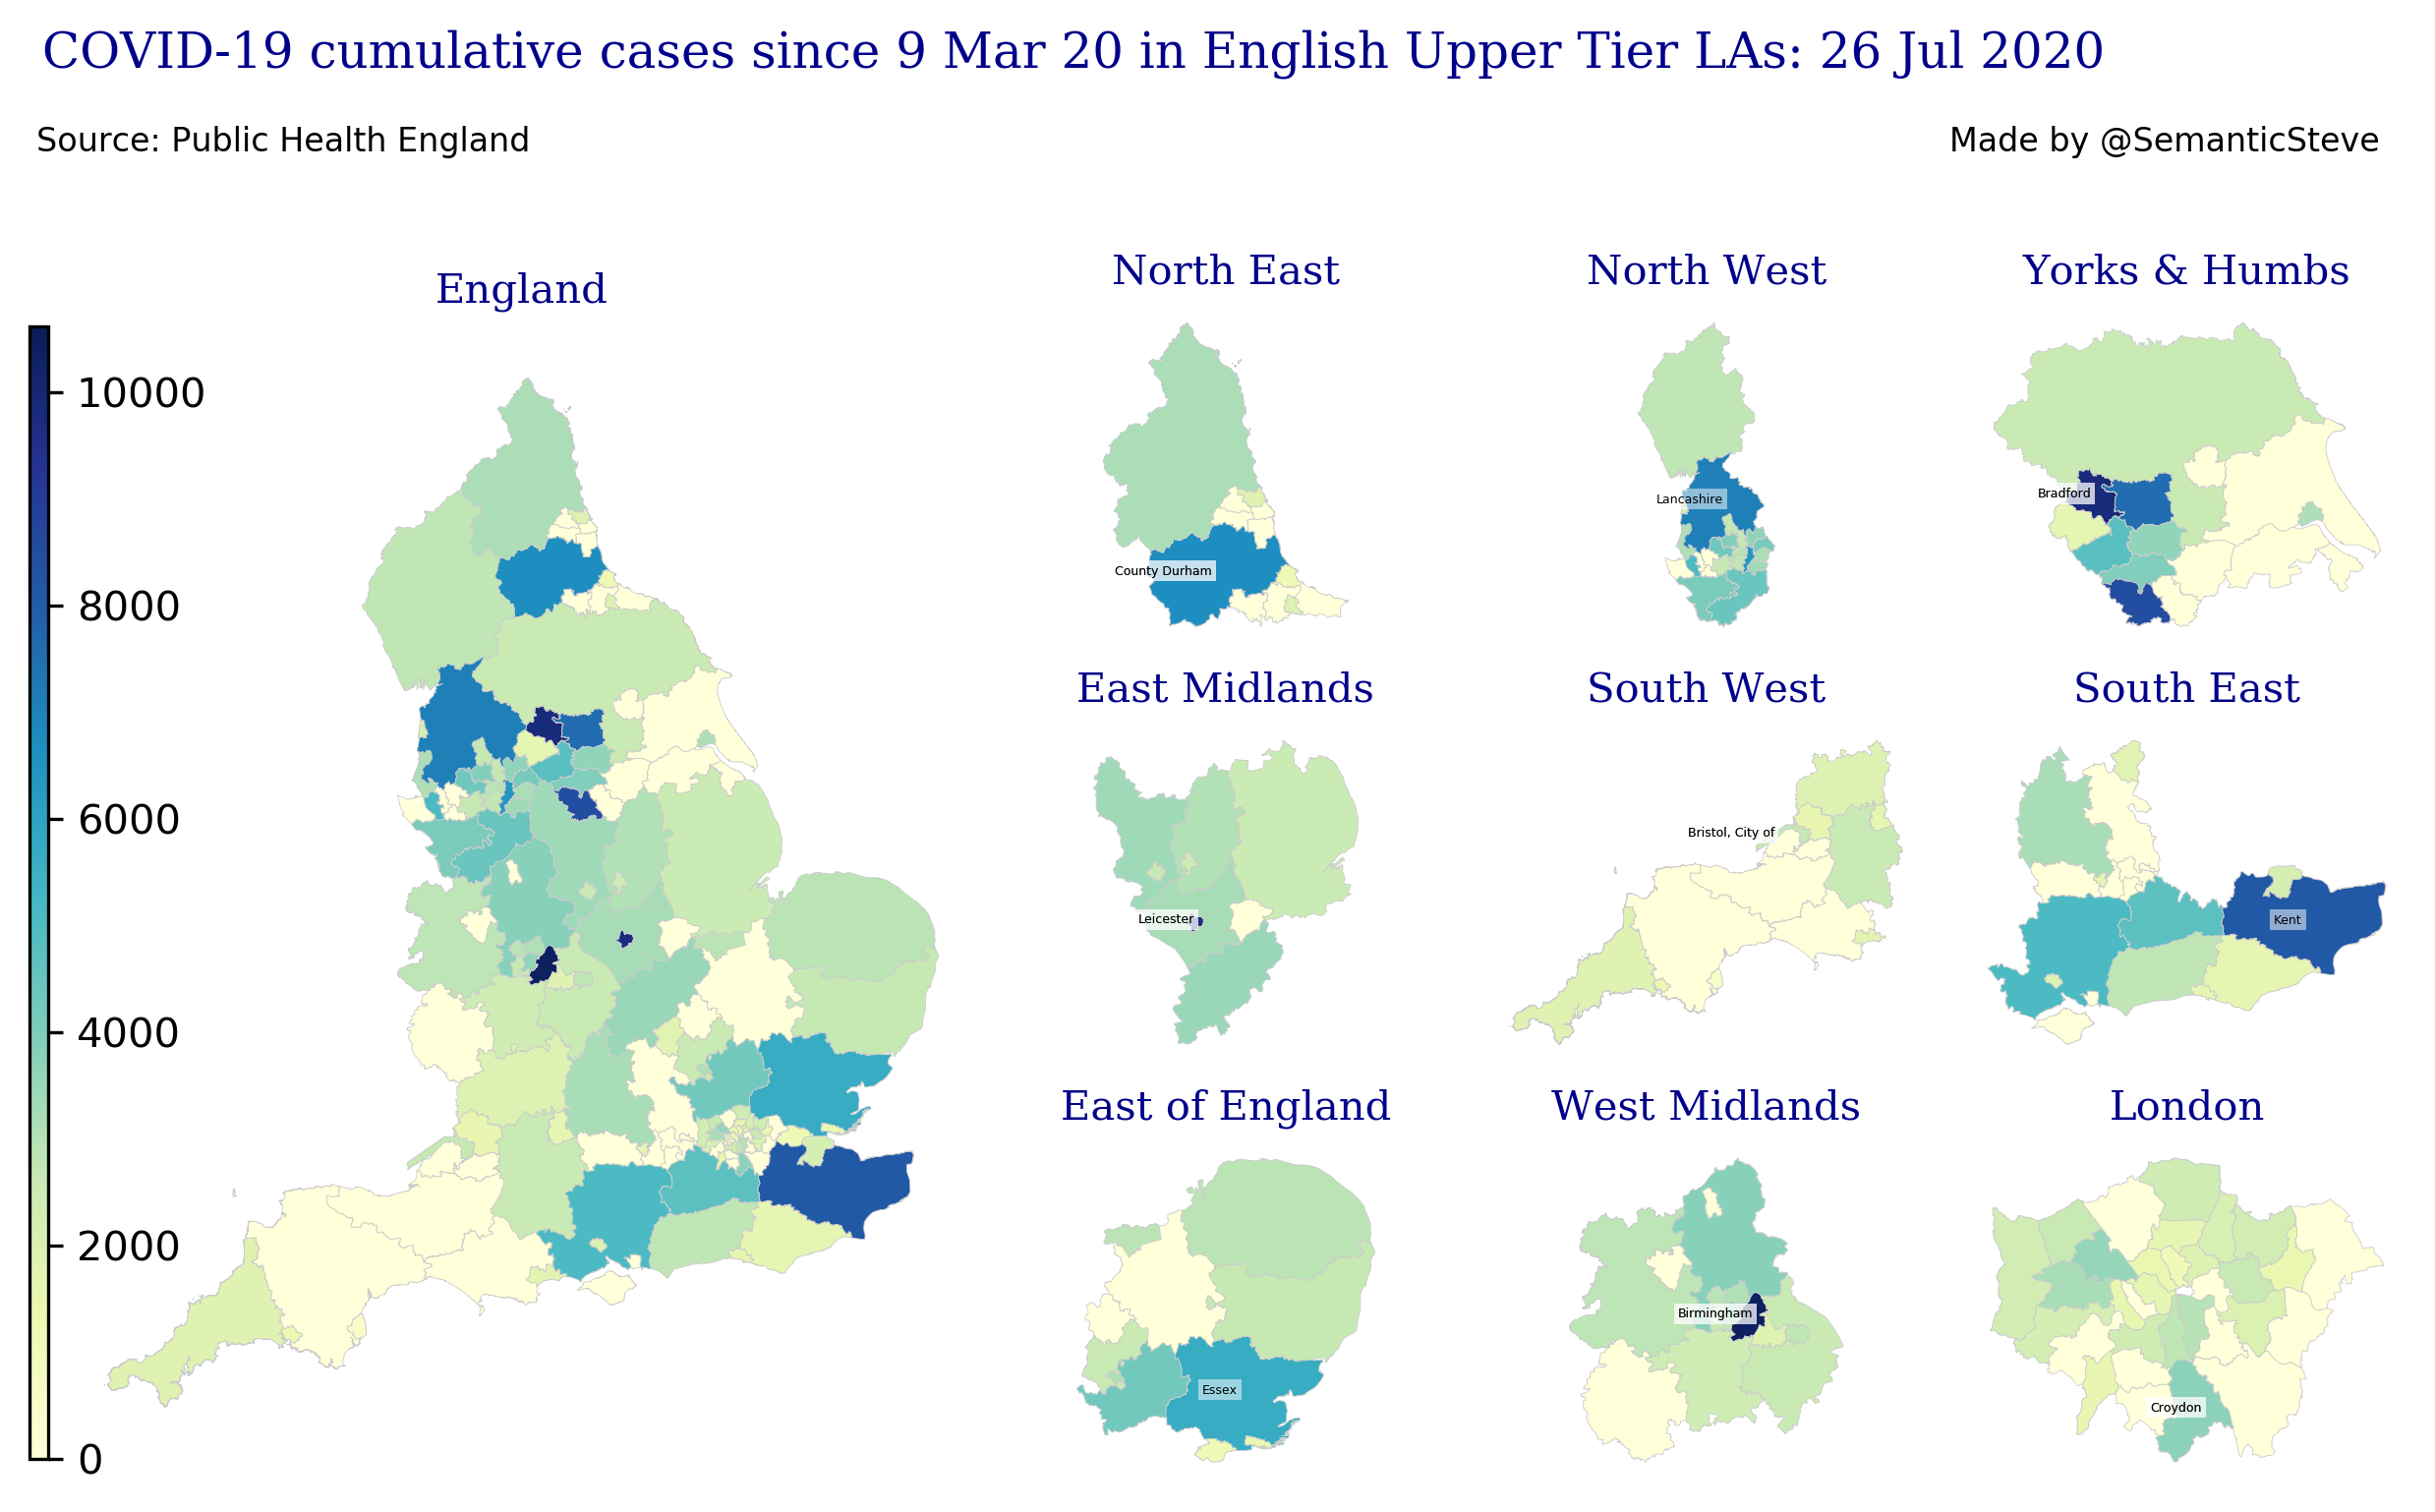 COVID-19 cumulative cases since 9 Mar 20 in English Upper Tier LAs: 26 Jul 2020
Source: Public Health England
Made by @SemanticSteve
England
10000
8000
6000
4000
2000
0
North East
County Durham
North West
Lancashire
Yorks & Humbs
Bradford
East Midlands
Leicester
South West
Bristol, City of
South East
Kent
East of England
Essex
West Midlands
Birmingham
London
Croydon